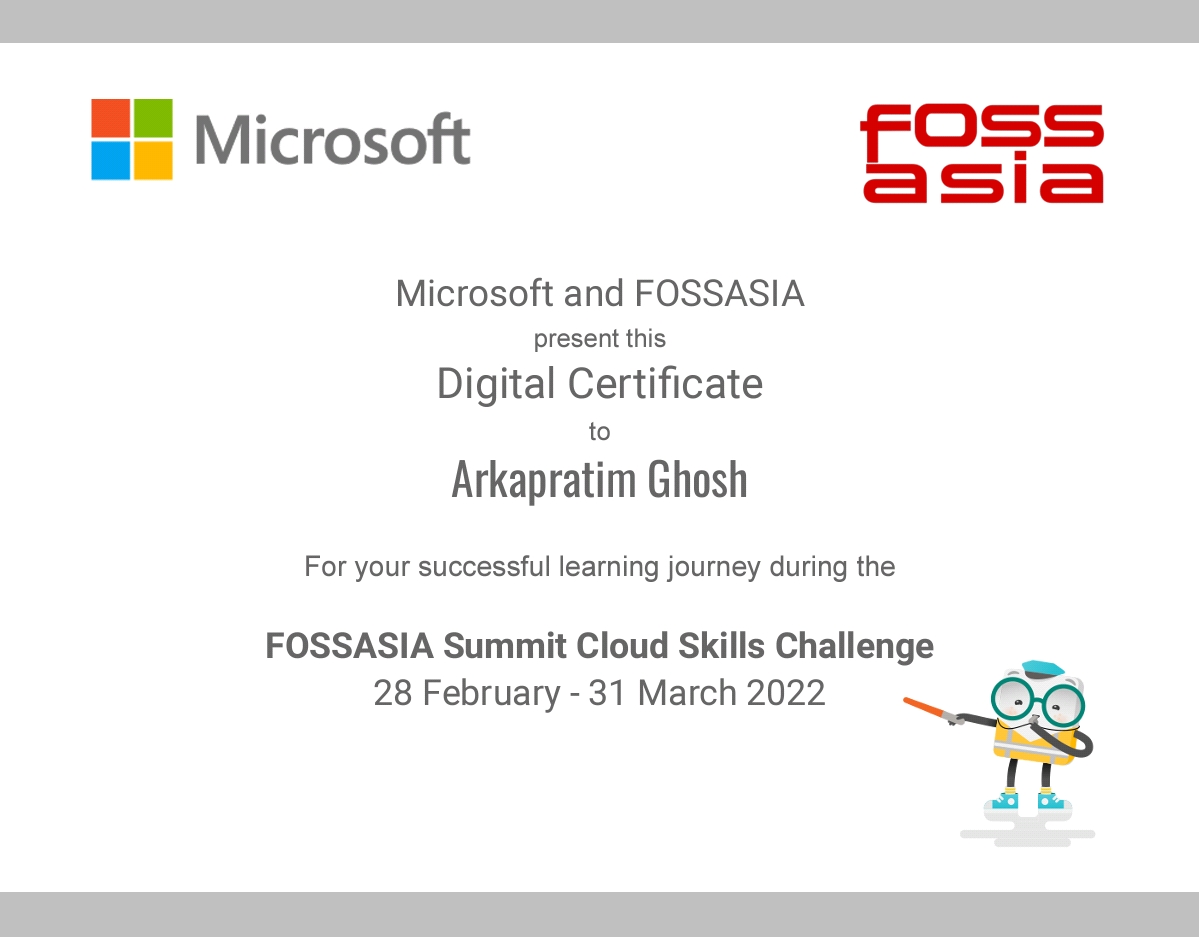 Microsoft
foss
asia
Microsoft and FOSSASIA
present this
Digital Certificate
to
Arkapratim Ghosh
For your successful learning journey during the
FOSSASIA Summit Cloud Skills Challenge
28 February - 31 March 2022